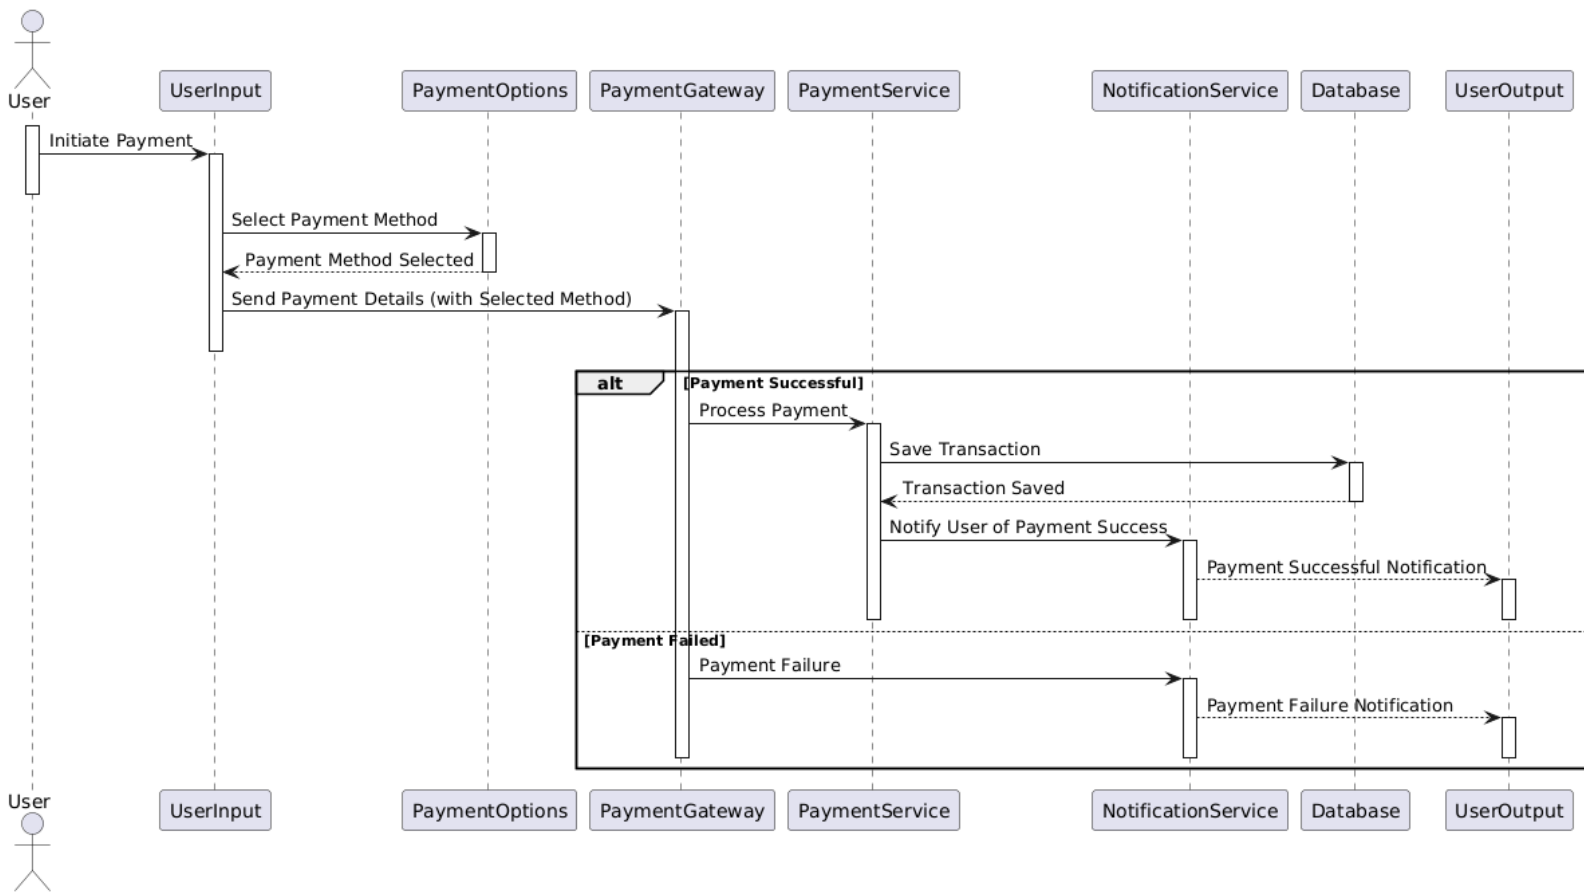 User
UserInput
PaymentOptions
PaymentGateway
PaymentService
NotificationService
Database
UserOutput
Initiate Payment
Select Payment Method
Payment Method Selected
Send Payment Details (with Selected Method)
alt
[Payment Successful]
Process Payment
Save Transaction
Transaction Saved
Notify User of Payment Success
Payment Successful Notification
[Payment Failed]
Payment Failure
Payment Failure Notification
User
UserInput
PaymentOptions
PaymentGateway
PaymentService
NotificationService
Database
UserOutput